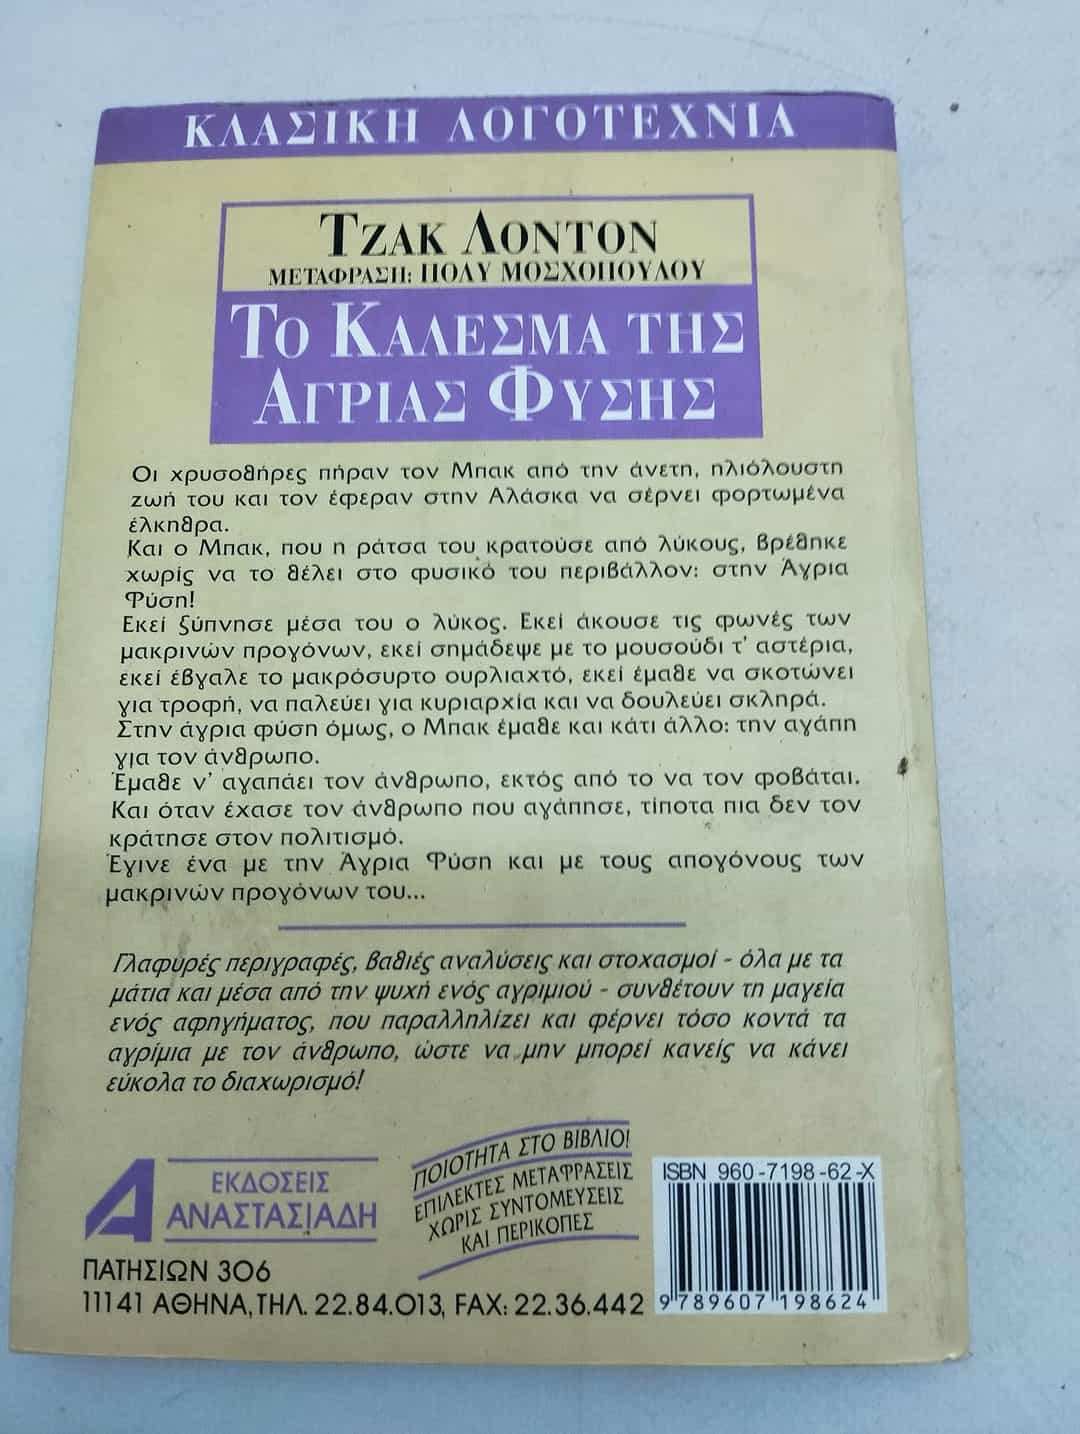 ΚΛΑΣΙΚΗ ΛΟΓΟΤΕΧΝΙΑ
ΤΖΑΚ ΛΟΝΤΟΝ
ΜΕΤΑΦΡΑΣΗ: ΠΟΛΥ ΜΟΣΧΟΠΟΥΛΟΥ
ΤΟ ΚΑΛΕΣΜΑ ΤΗΣ
ΑΓΡΙΑΣ ΦΥΣΗΣ
Οι χρυσοθήρες πήραν τον Μπακ από την άνετη, ηλιόλουστη
ζωή του και τον έφεραν στην Αλάσκα να σέρνει φορτωμένα
έλκηθρα.
Και ο Μπακ, που η ράτσα του κρατούσε από λύκους, βρέθηκε
χωρίς να το θέλει στο φυσικό του περιβάλλον: στην Άγρια
Φύση!
Εκεί ξύπνησε μέσα του ο λύκος. Εκεί άκουσε τις φωνές των
μακρινών προγόνων, εκεί σημάδεψε με το μουσούδι τ' αστέρια,
εκεί έβγαλε το μακρόσυρτο ουρλιαχτό, εκεί έμαθε να σκοτώνει
για τροφή, να παλεύει για κυριαρχία και να δουλεύει σκληρά.
Στην άγρια φύση όμως, ο Μπακ έμαθε και κάτι άλλο: την αγάπη
για τον άνθρωπο.
Έμαθε ν' αγαπάει τον άνθρωπο, εκτός από το να τον φοβάται.
Και όταν έχασε τον άνθρωπο που αγάπησε, τίποτα πια δεν τον
κράτησε στον πολιτισμό.
Έγινε ένα με την Άγρια Φύση και με τους απογόνους των
μακρινών προγόνων του...
Γλαφυρές περιγραφές, βαθιές αναλύσεις και στοχασμοί - όλα με τα
μάτια και μέσα από την ψυχή ενός αγριμιού - συνθέτουν τη μαγεία
ενός αφηγήματος, που παραλληλίζει και φέρνει τόσο κοντά τα
αγρίμια με τον άνθρωπο, ώστε να μην μπορεί κανείς να κάνει
εύκολα το διαχωρισμό!
ΕΚΔΟΣΕΙΣ
ΑΝΑΣΤΑΣΙΑΔΗ
ΠΑΤΗΣΙΩΝ 306
11141 ΑΘΗΝΑ, ΤΗΛ. 22.84.013, FAX: 22.36.442
ΠΟΙΟΤΗΤΑ ΣΤΟ ΒΙΒΛΙΟ!
ΕΠΙΛΕΚΤΕΣ ΜΕΤΑΦΡΑΣΕΙΣ
ΧΩΡΙΣ ΣΥΝΤΟΜΕΥΣΕΙΣ
ΚΑΙ ΠΕΡΙΚΟΠΕΣ
ISBN 960-7198-62-X
9 789607 198624